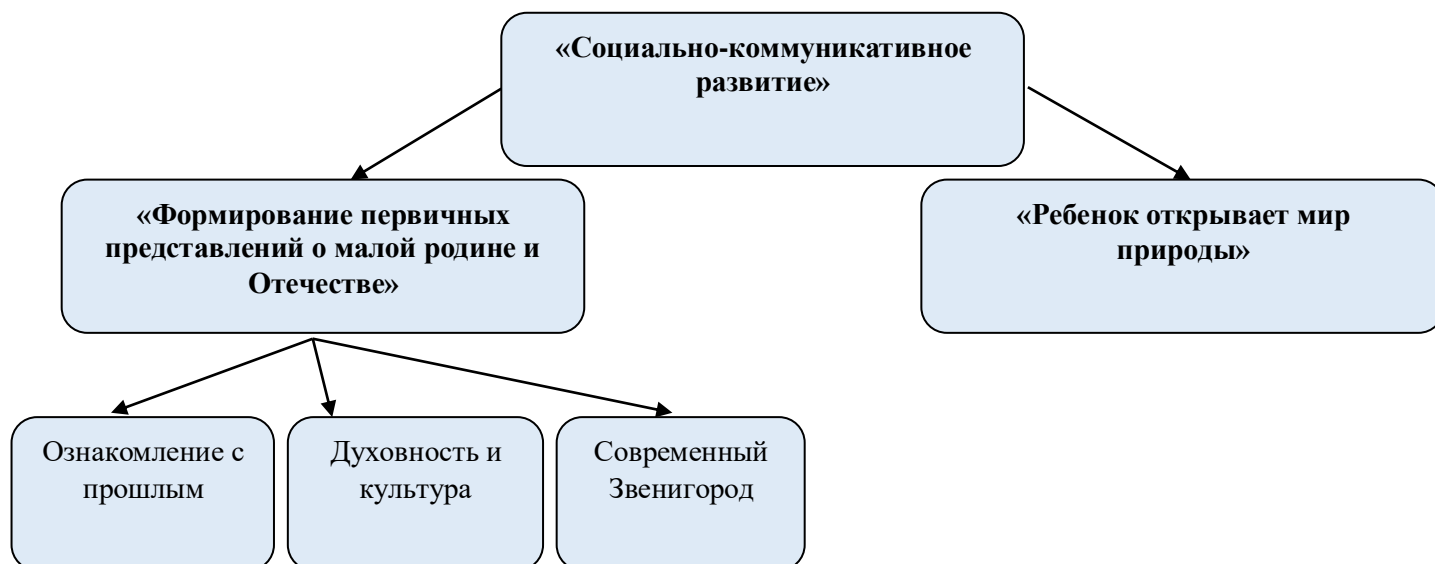 «Социально-коммуникативное
развитие»
«Формирование первичных
представлений о малой родине и
Отечестве»
«Ребенок открывает мир
природы»
Ознакомление с
прошлым
Духовность и
культура
Современный
Звенигород